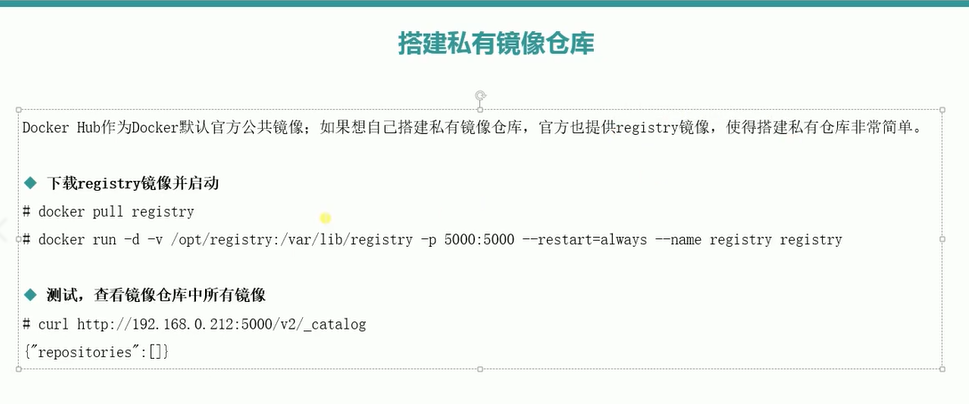 搭建私有镜像仓库
Docker Hub作为Docker默认官方公共镜像；如果想自己搭建私有镜像仓库，官方也提供registry镜像，使得搭建私有仓库非常简单。
◆ 下载registry镜像并启动
# docker pull registry
# docker run -d -v /opt/registry:/var/lib/registry -p 5000:5000 --restart=always --name registry registry
◆ 测试，查看镜像仓库中所有镜像
# curl http://192.168.0.212:5000/v2/_catalog
{"repositories":[]}